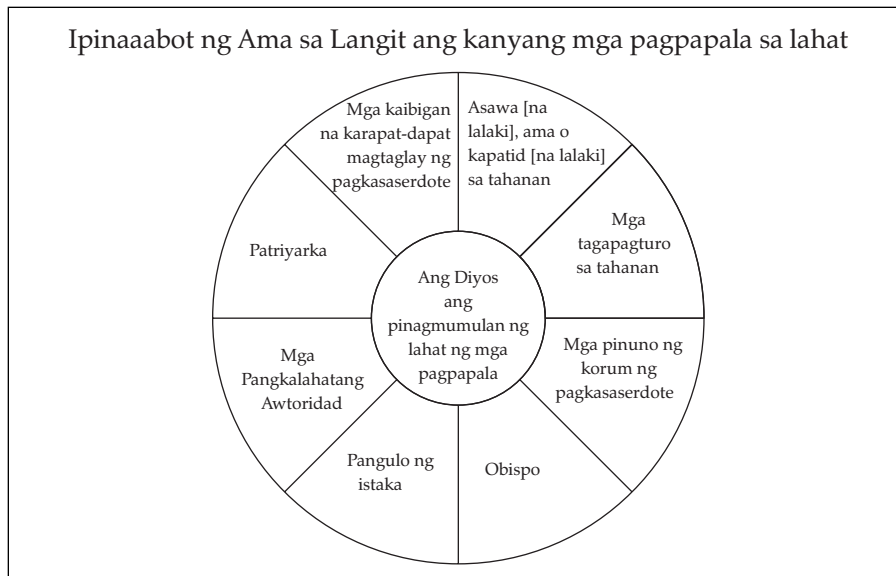 Ipinaaabot ng Ama sa Langit ang kanyang mga pagpapala sa lahat
Mga kaibigan
na karapat-dapat
magtaglay ng
pagkasaserdote
Asawa [na
lalaki], ama o
kapatid [na lalaki]
sa tahanan
Mga
tagapagturo
sa tahanan
Mga pinuno ng
korum ng
pagkasaserdote
Obispo
Pangulo ng
istaka
Mga
Pangkalahatang
Awtoridad
Patriyarka
Ang Diyos
ang
pinagmumulan ng
lahat ng mga
pagpapala